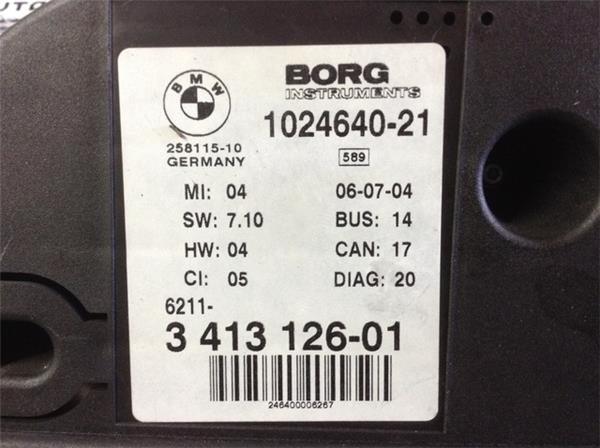 BMW
BORG
INSTRUMENTS
1024640-21
258115-10
GERMANY
589
MI: 04 06-07-04
SW: 7.10 BUS: 14
HW: 04 CAN: 17
CI: 05 DIAG: 20
6211-
3 413 126-01
246400006267